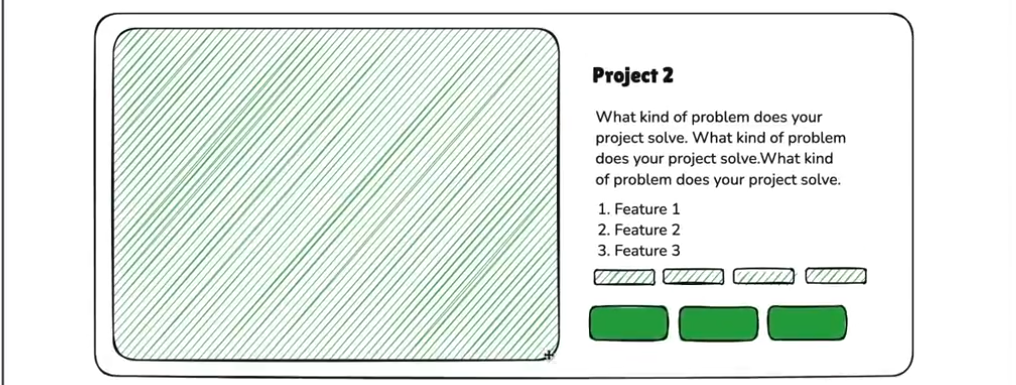 Project 2
What kind of problem does your
project solve. What kind of problem
does your project solve.What kind
of problem does your project solve.
1. Feature 1
2. Feature 2
3. Feature 3